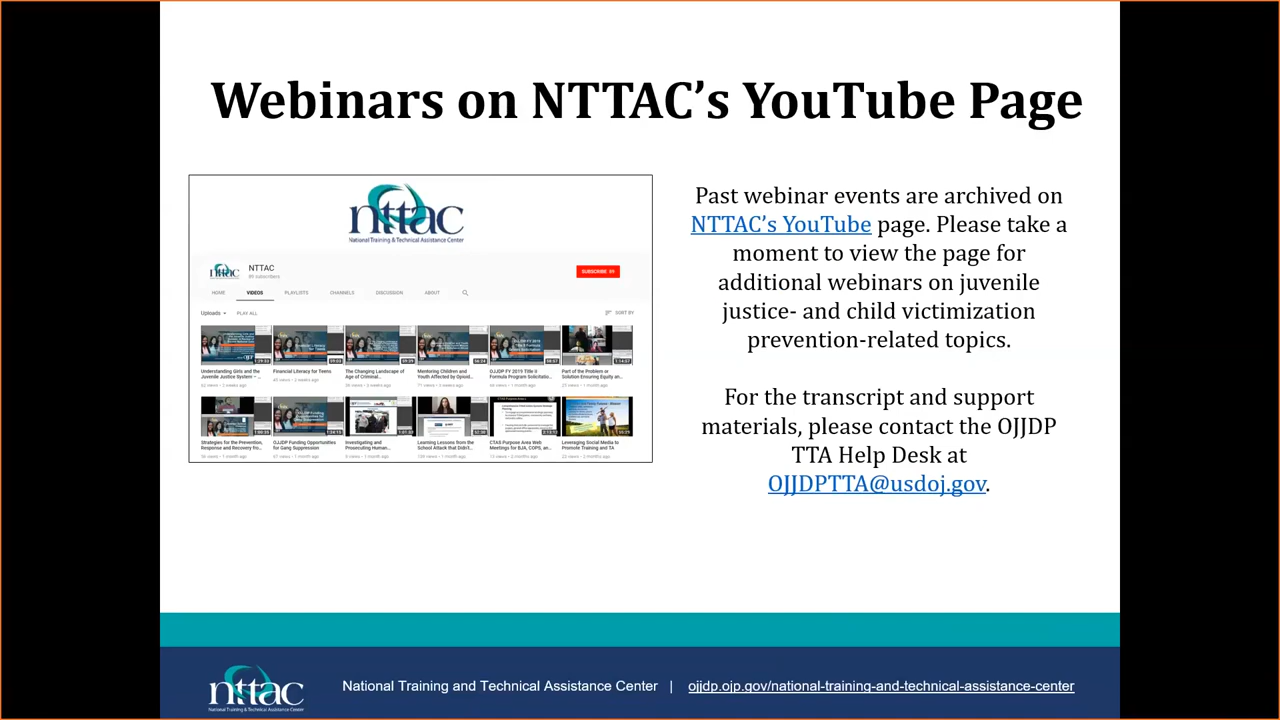 Webinars on NTTAC’s YouTube Page
nttac
National Training & Technical Assistance Center
nttac
NTTAC
89 subscribers
SUBSCRIBE 89
HOME
VIDEOS
PLAYLISTS
CHANNELS
DISCUSSION
ABOUT
Uploads
PLAY ALL
SORT BY
Understanding Girls and the
Juvenile Justice System – ...
Financial Literacy for Teens
The Changing Landscape of
Age of Criminal...
Mentoring Children and
Youth Affected by Opioid...
OJJDP FY 2019 Title II
Formula Program Solicitatio...
Part of the Problem or
Solution Ensuring Equity an...
Strategies for the Prevention,
Response and Recovery fro...
OJJDP Funding Opportunities
for Gang Suppression
Investigating and
Prosecuting Human...
Learning Lessons from the
School Attack that Didn't...
CTAS Purpose Area Web
Meetings for BJA, COPS, an...
Leveraging Social Media to
Promote Training and TA
Past webinar events are archived on
NTTAC’s YouTube page. Please take a
moment to view the page for
additional webinars on juvenile
justice- and child victimization
prevention-related topics.
For the transcript and support
materials, please contact the OJJDP
TTA Help Desk at
OJJDPTTA@usdoj.gov.
nttac
National Training & Technical Assistance Center
National Training and Technical Assistance Center | ojjdp.ojp.gov/national-training-and-technical-assistance-center